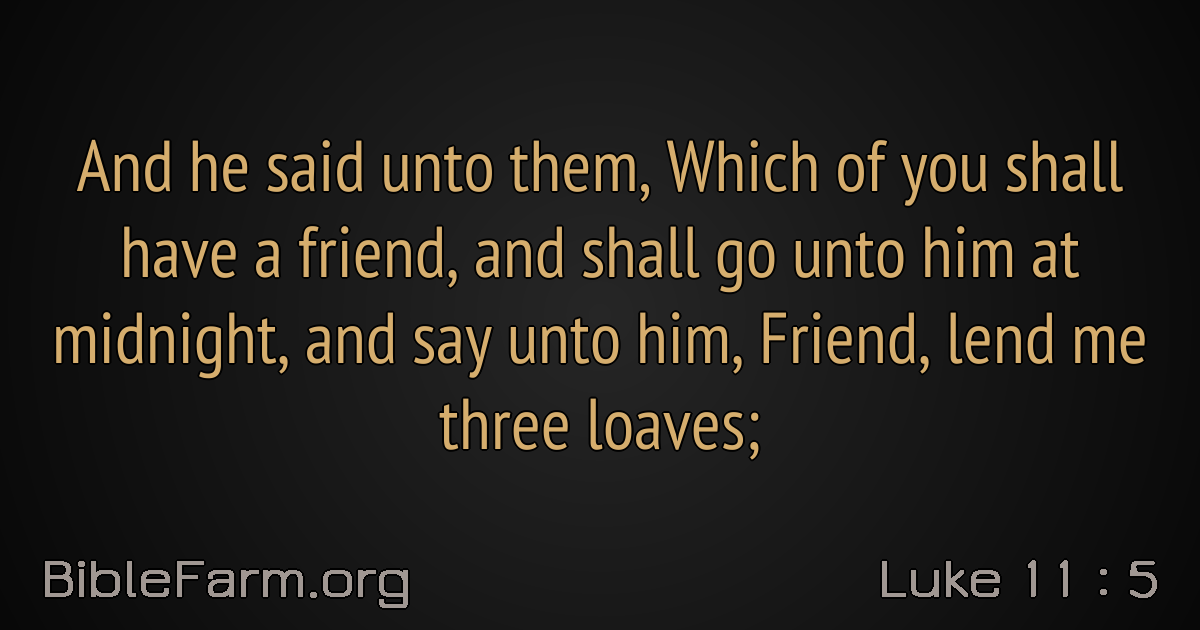 And he said unto them, Which of you shall
have a friend, and shall go unto him at
midnight, and say unto him, Friend, lend me
three loaves;
BibleFarm.org
Luke 11 : 5